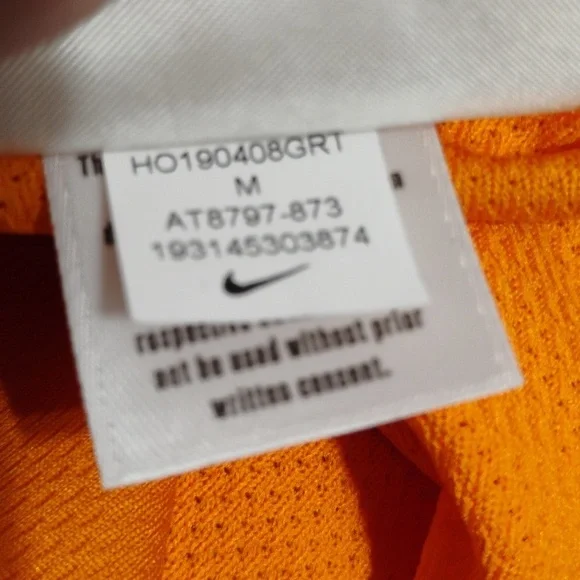 HO190408GRT
M
AT8797-873
193145303874
respective
not be used without prior
written consent.